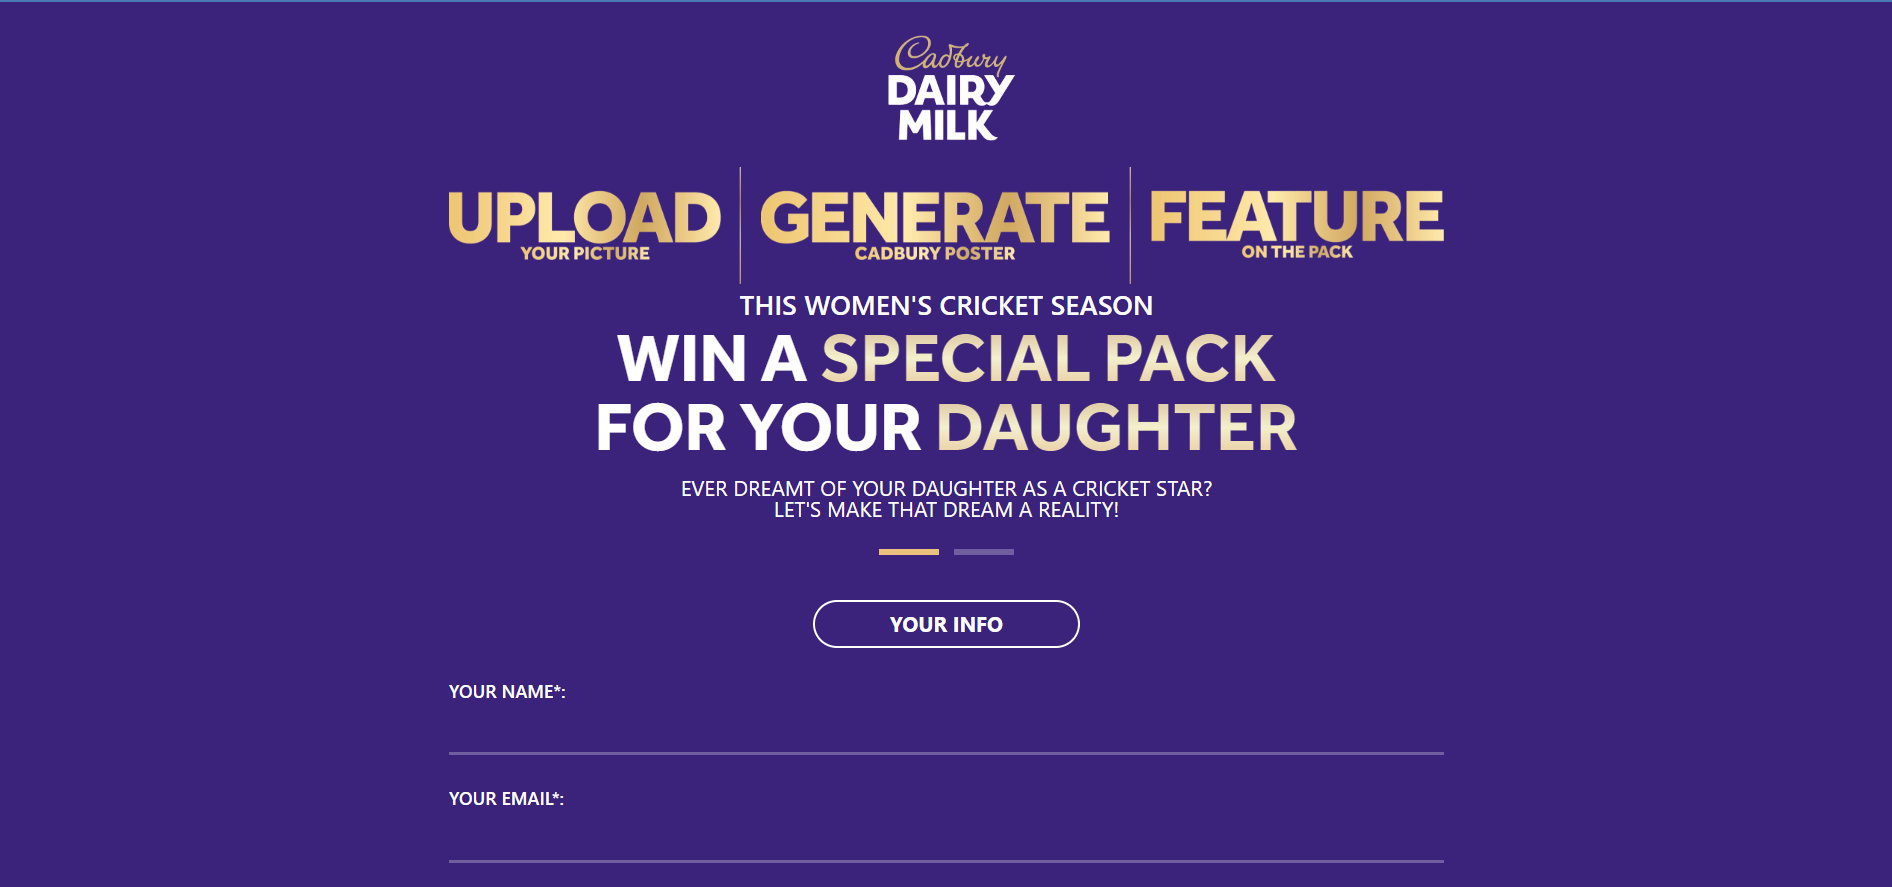 Cadbury
DAIRY
MILK
UPLOAD
YOUR PICTURE
GENERATE
CADBURY POSTER
FEATURE
ON THE PACK
THIS WOMEN'S CRICKET SEASON
WIN A SPECIAL PACK
FOR YOUR DAUGHTER
EVER DREAMT OF YOUR DAUGHTER AS A CRICKET STAR?
LET'S MAKE THAT DREAM A REALITY!
YOUR INFO
YOUR NAME*:
YOUR EMAIL*: